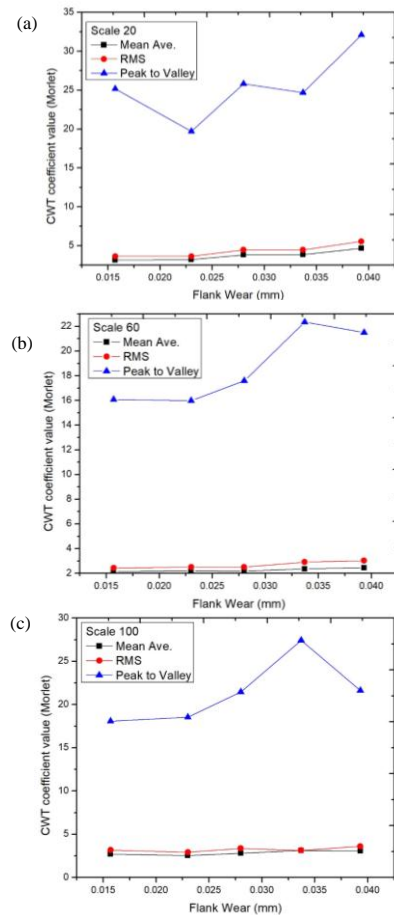 (a)
Scale 20
Mean Ave.
RMS
Peak to Valley
35
30
25
20
15
10
5
CWT coefficient value (Morlet)
0.015 0.020 0.025 0.030 0.035 0.040
Flank Wear (mm)
(b)
Scale 60
Mean Ave.
RMS
Peak to Valley
22
20
18
16
14
12
10
8
6
4
2
CWT coefficient value (Morlet)
0.015 0.020 0.025 0.030 0.035 0.040
Flank Wear (mm)
(c)
Scale 100
Mean Ave.
RMS
Peak to Valley
30
25
20
15
10
5
0
CWT coefficient value (Morlet)
0.015 0.020 0.025 0.030 0.035 0.040
Flank Wear (mm)